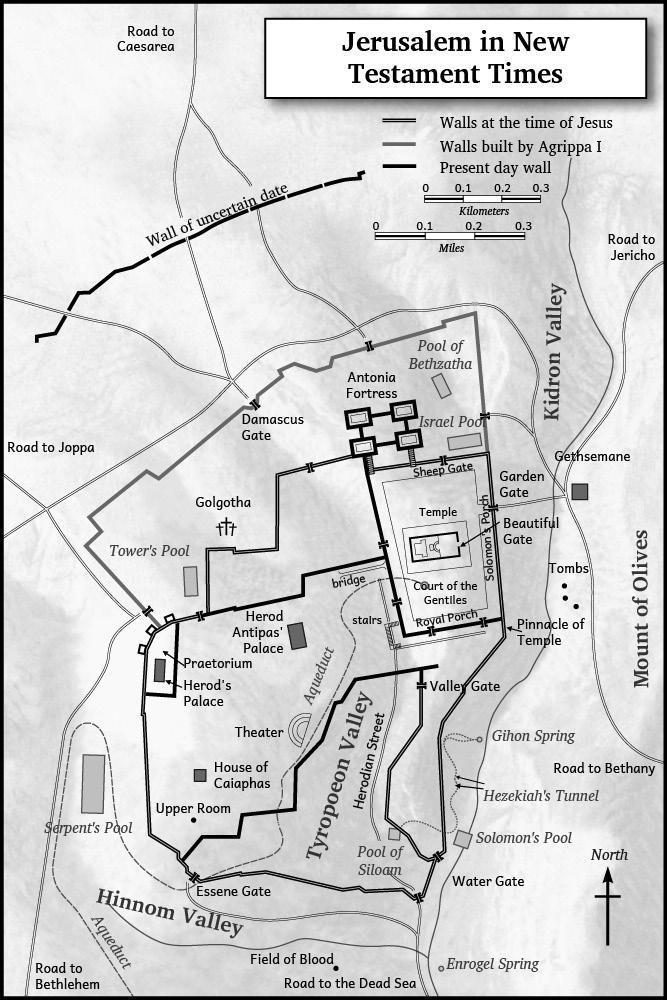 Jerusalem in New
Testament Times
Road to
Caesarea
Walls at the time of Jesus
Walls built by Agrippa I
Present day wall
0 0.1 0.2 0.3
Kilometers
0 0.1 0.2 0.3
Miles
Wall of uncertain date
Road to
Jericho
Kidron Valley
Pool of
Bethzatha
Antonia
Fortress
Israel Pool
Damascus
Gate
Road to Joppa
Sheep Gate
Gethsemane
Garden
Gate
Golgotha
Temple
Solomon's Porch
Beautiful
Gate
Tower's Pool
Mount of Olives
Tombs
bridge
Court of the
Gentiles
Herod
Antipas'
Palace
stairs
Royal Porch
Pinnacle of
Temple
Praetorium
Herod's
Palace
Aqueduct
Valley Gate
Theater
Tyropoeon Valley
Herodian Street
Gihon Spring
House of
Caiaphas
Road to Bethany
Hezekiah's Tunnel
Upper Room
Serpent's Pool
Solomon's Pool
Pool of
Siloam
North
Essene Gate
Water Gate
Hinnom Valley
Aqueduct
Field of Blood
Enrogel Spring
Road to
Bethlehem
Road to the Dead Sea